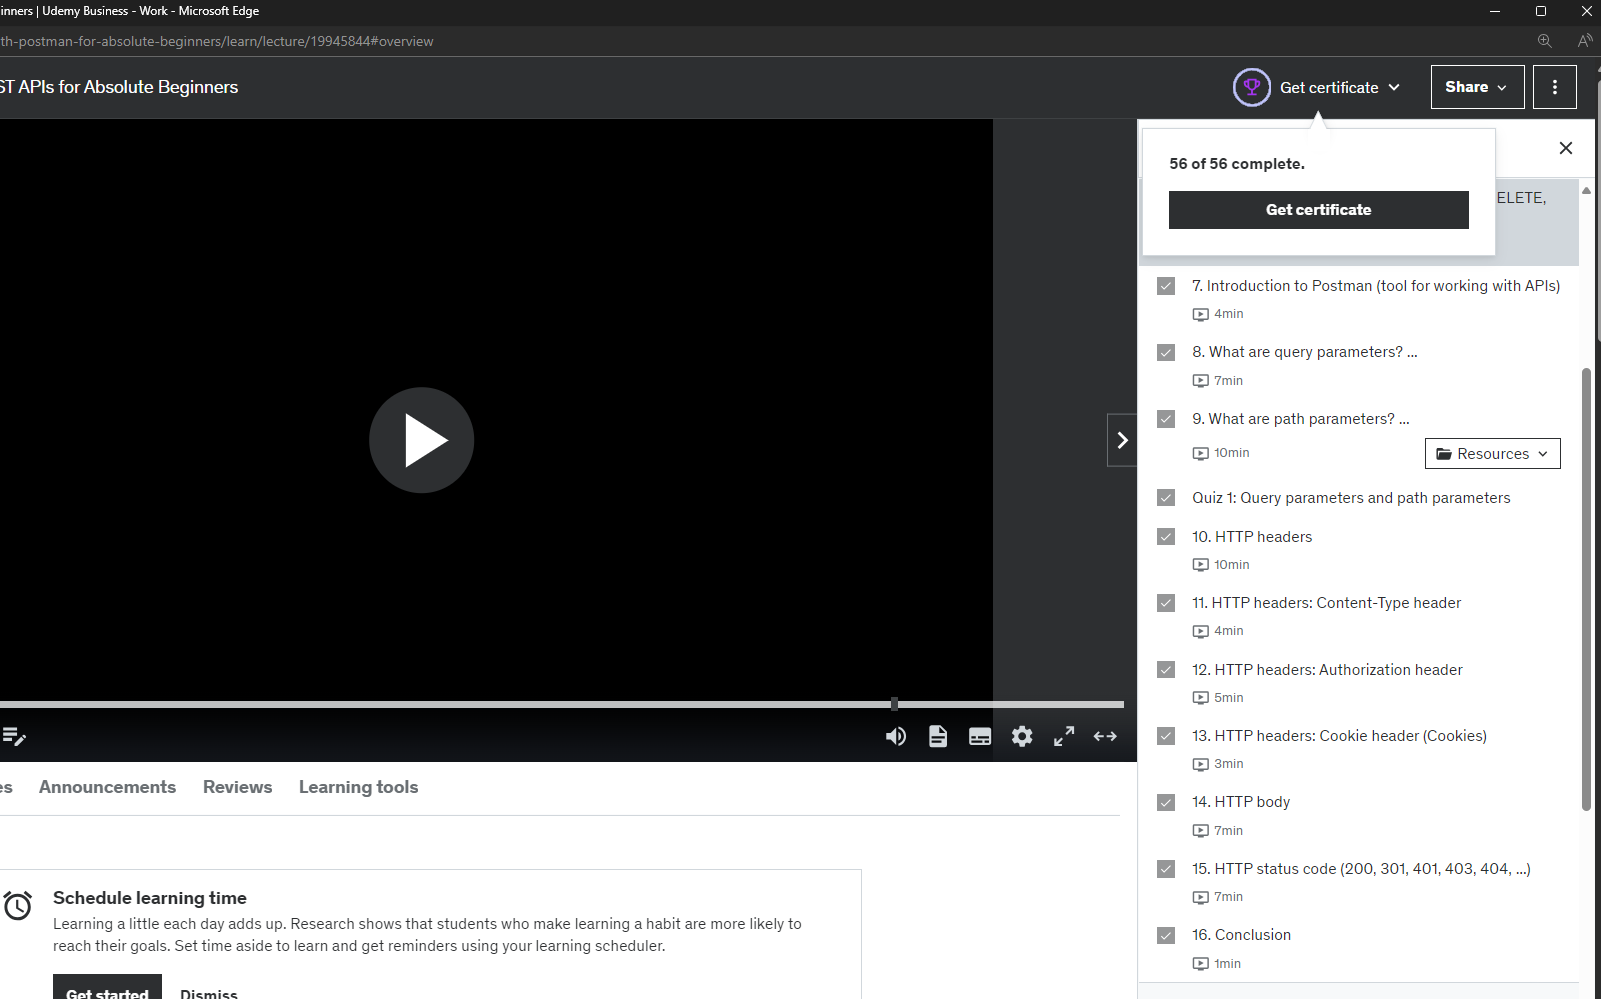 inners | Udemy Business - Work - Microsoft Edge
th-postman-for-absolute-beginners/learn/lecture/19945844#overview
ST APIs for Absolute Beginners
Get certificate
Share
56 of 56 complete.
Get certificate
ELETE,
7. Introduction to Postman (tool for working with APIs)
4min
8. What are query parameters? ...
7min
9. What are path parameters? ...
10min
Resources
Quiz 1: Query parameters and path parameters
10. HTTP headers
10min
11. HTTP headers: Content-Type header
4min
12. HTTP headers: Authorization header
5min
13. HTTP headers: Cookie header (Cookies)
3min
14. HTTP body
7min
15. HTTP status code (200, 301, 401, 403, 404, ...)
7min
16. Conclusion
1min
es
Announcements
Reviews
Learning tools
Schedule learning time
Learning a little each day adds up. Research shows that students who make learning a habit are more likely to
reach their goals. Set time aside to learn and get reminders using your learning scheduler.
Get started
Dismiss